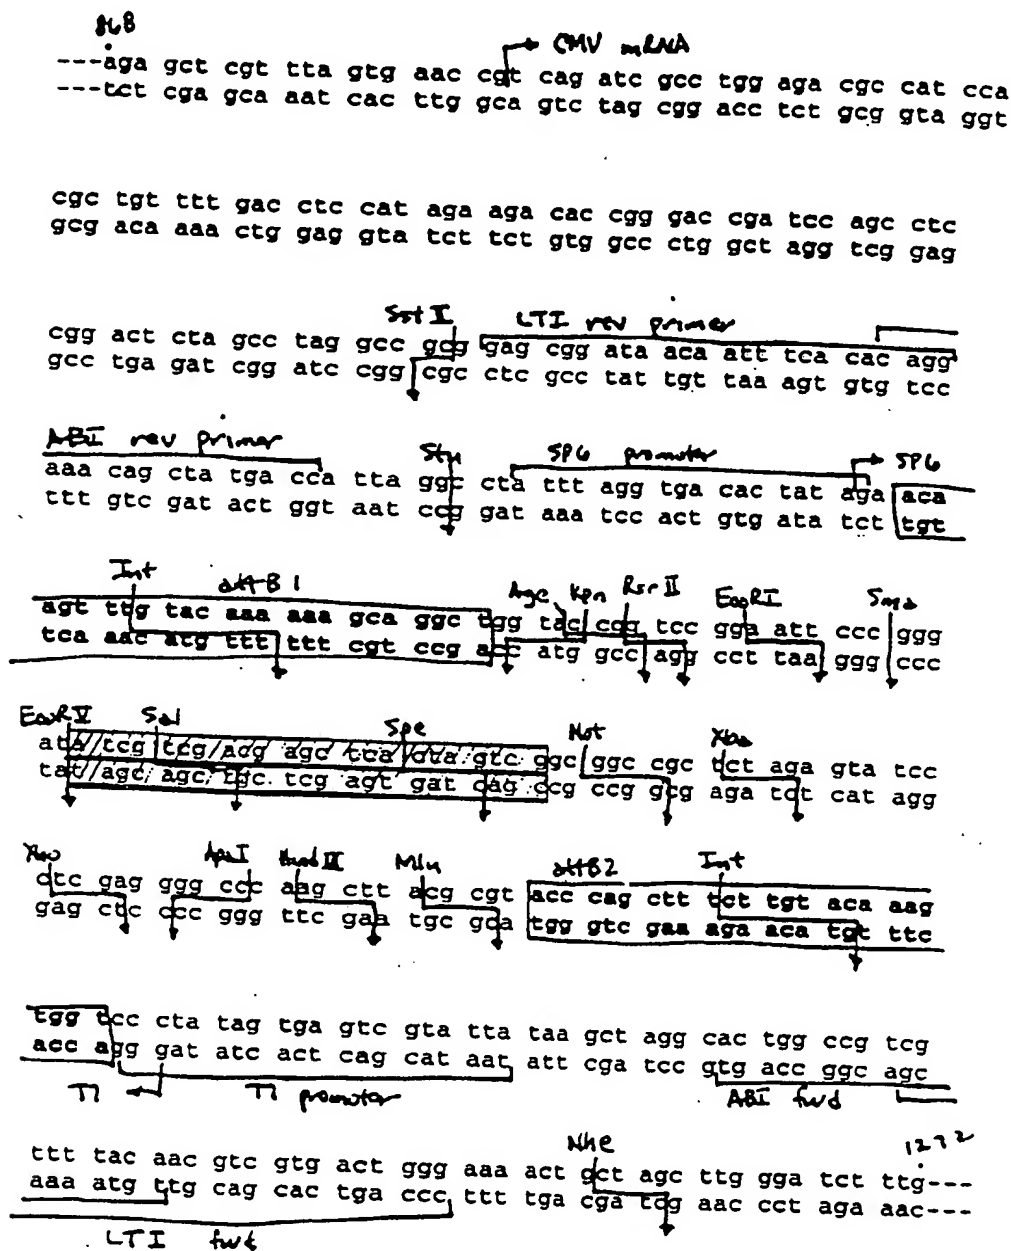 868
CMV mRNA
---aga gct cgt tta gtg aac cgt cag atc gcc tgg aga cgc cat cca
---tct cga gca aat cac ttg gca gtc tag cgg acc tct gcg gta ggt
cgc tgt ttt gac ctc cat aga aga cac cgg gac cga tcc agc ctc
gcg aca aaa ctg gag gta tct tct gtg gcc ctg gct agg tcg gag
Sst II LTI rev primer
cgg act cta gcc tag gcc gcg gag cgg ata aca att tca cac agg
gcc tga gat cgg atc cgg cgc ctc gcc tat tgt taa agt gtg tcc
ABI rev primer Stu SP6 promoter SP6
aaa cag cta tga cca tta ggc cta ttt agg tga cac tat aga aca
ttt gtc gat act ggt aat ccg gat aaa tcc act gtg ata tct tgt
Int attB1 Age Kpn Rsr II EcoRI Sma
agt ttg tac aaa aaa gca ggc tgg tac cgg tcc gga att ccc ggg
tca aac atg ttt ttt cgt ccg acc atg gcc agg cct taa ggg ccc
EcoRV Sal Spe Not Xba
ata tcg tcg acg agc tca cta gtc ggc ggc cgc tct aga gta tcc
tat agc agc tgc tcg agt gat cag ccg ccg gcg aga tct cat agg
Xho ApaI Hind III Mlu attB2 Int
ctc gag ggg ccc aag ctt acg cgt acc cag ctt tct tgt aca aag
gag ctc ccc ggg ttc gaa tgc gca tgg gtc gaa aga aca tgt ttc
tgg tcc cta tag tga gtc gta tta taa gct agg cac tgg ccg tcg
acc agg gat atc act cag cat aat att cga tcc gtg acc ggc agc
T7 T7 promoter ABI fwd
Nhe 1272
ttt tac aac gtc gtg act ggg aaa act gct agc ttg gga tct ttg---
aaa atg ttg cag cac tga ccc ttt tga cga tcg aac cct aga aac---
LTI fwd